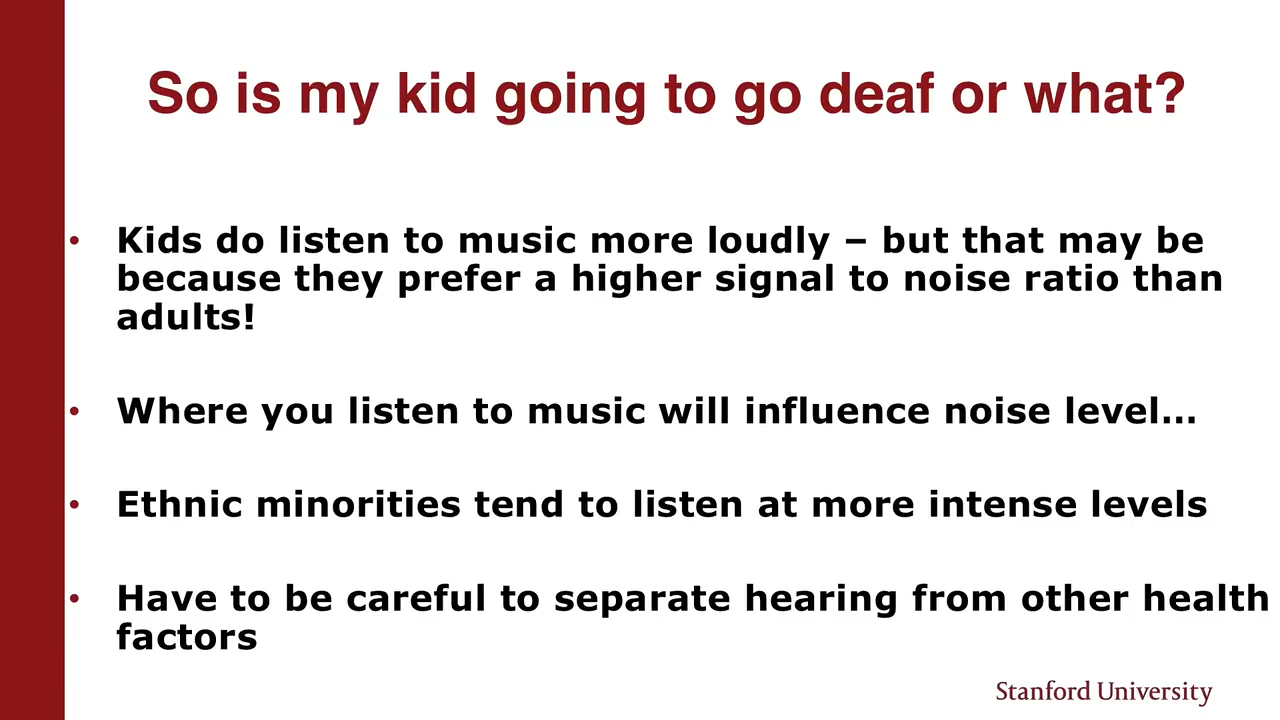 So is my kid going to go deaf or what?
• Kids do listen to music more loudly – but that may be
because they prefer a higher signal to noise ratio than
adults!
• Where you listen to music will influence noise level…
• Ethnic minorities tend to listen at more intense levels
• Have to be careful to separate hearing from other health
factors
Stanford University